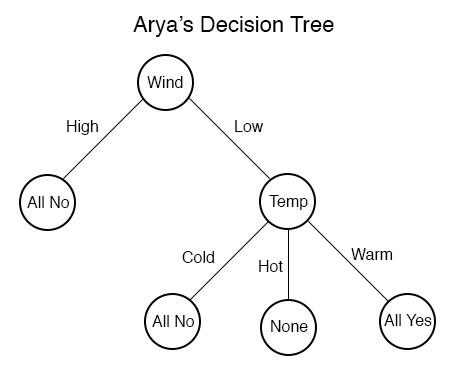 Arya's Decision Tree
Wind
High
Low
All No
Temp
Cold
Hot
Warm
All No
None
All Yes